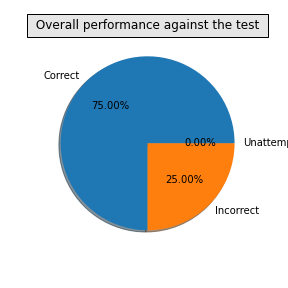 Overall performance against the test
Correct
75.00%
0.00%
Unattemp
25.00%
Incorrect